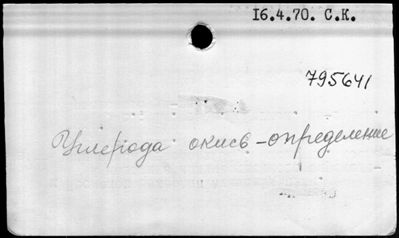 16.4.70. С.К.
795641
Углерода окись - определение